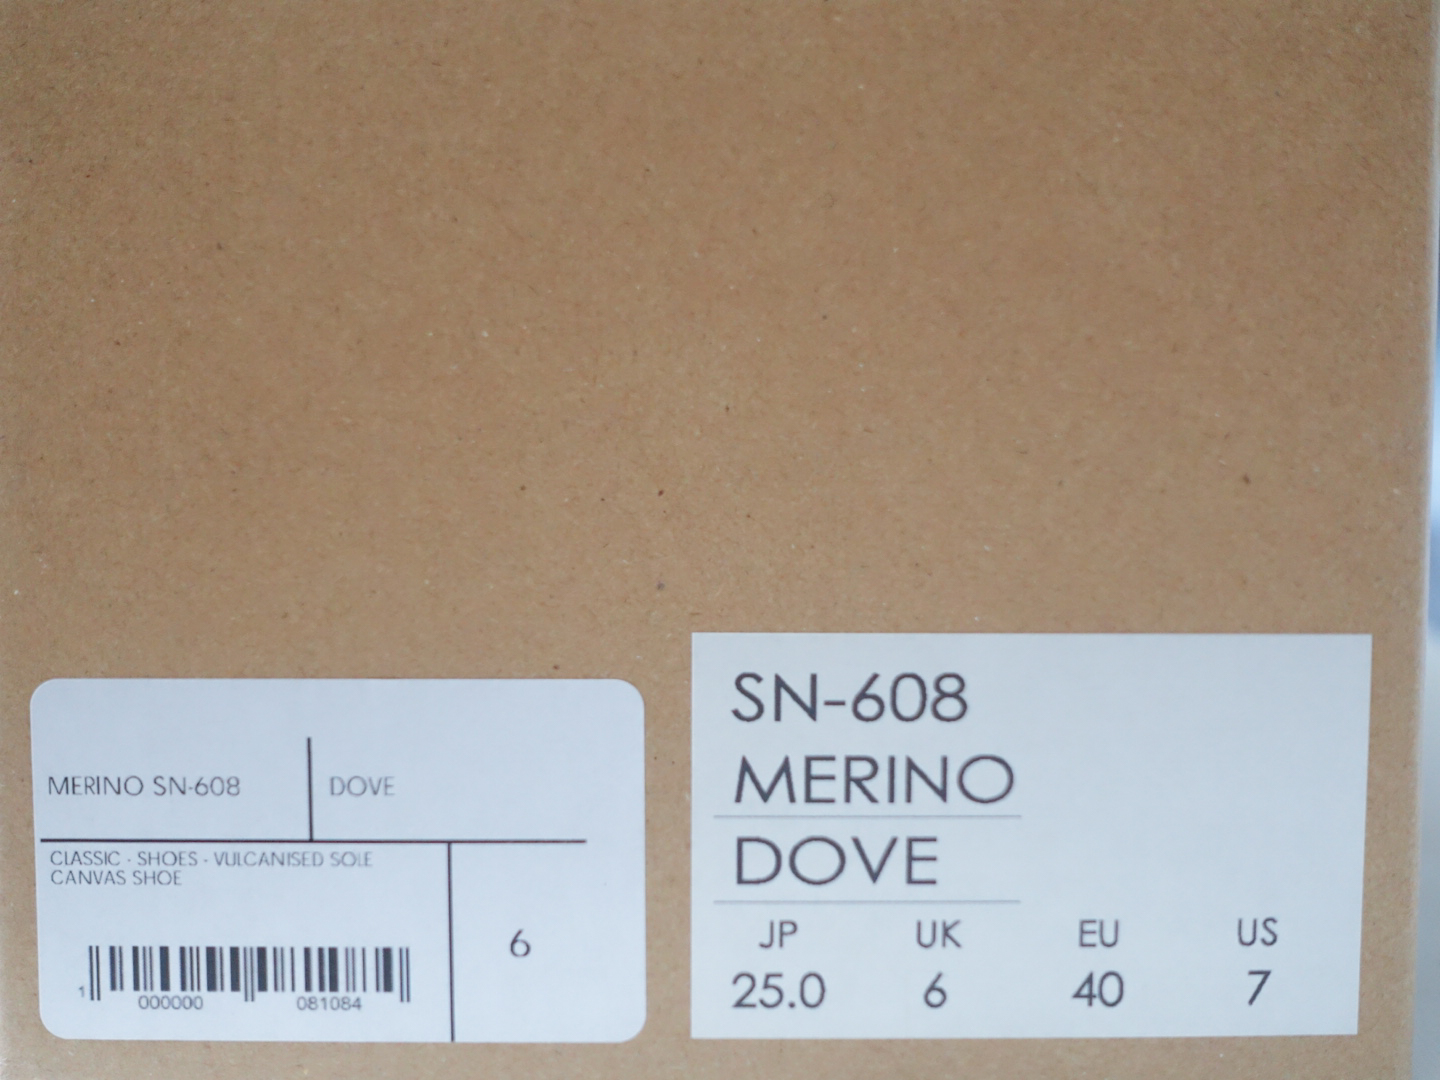 MERINO SN-608 DOVE
CLASSIC · SHOES · VULCANISED SOLE
CANVAS SHOE
6
1 000000 081084
SN-608
MERINO
DOVE
JP UK EU US
25.0 6 40 7